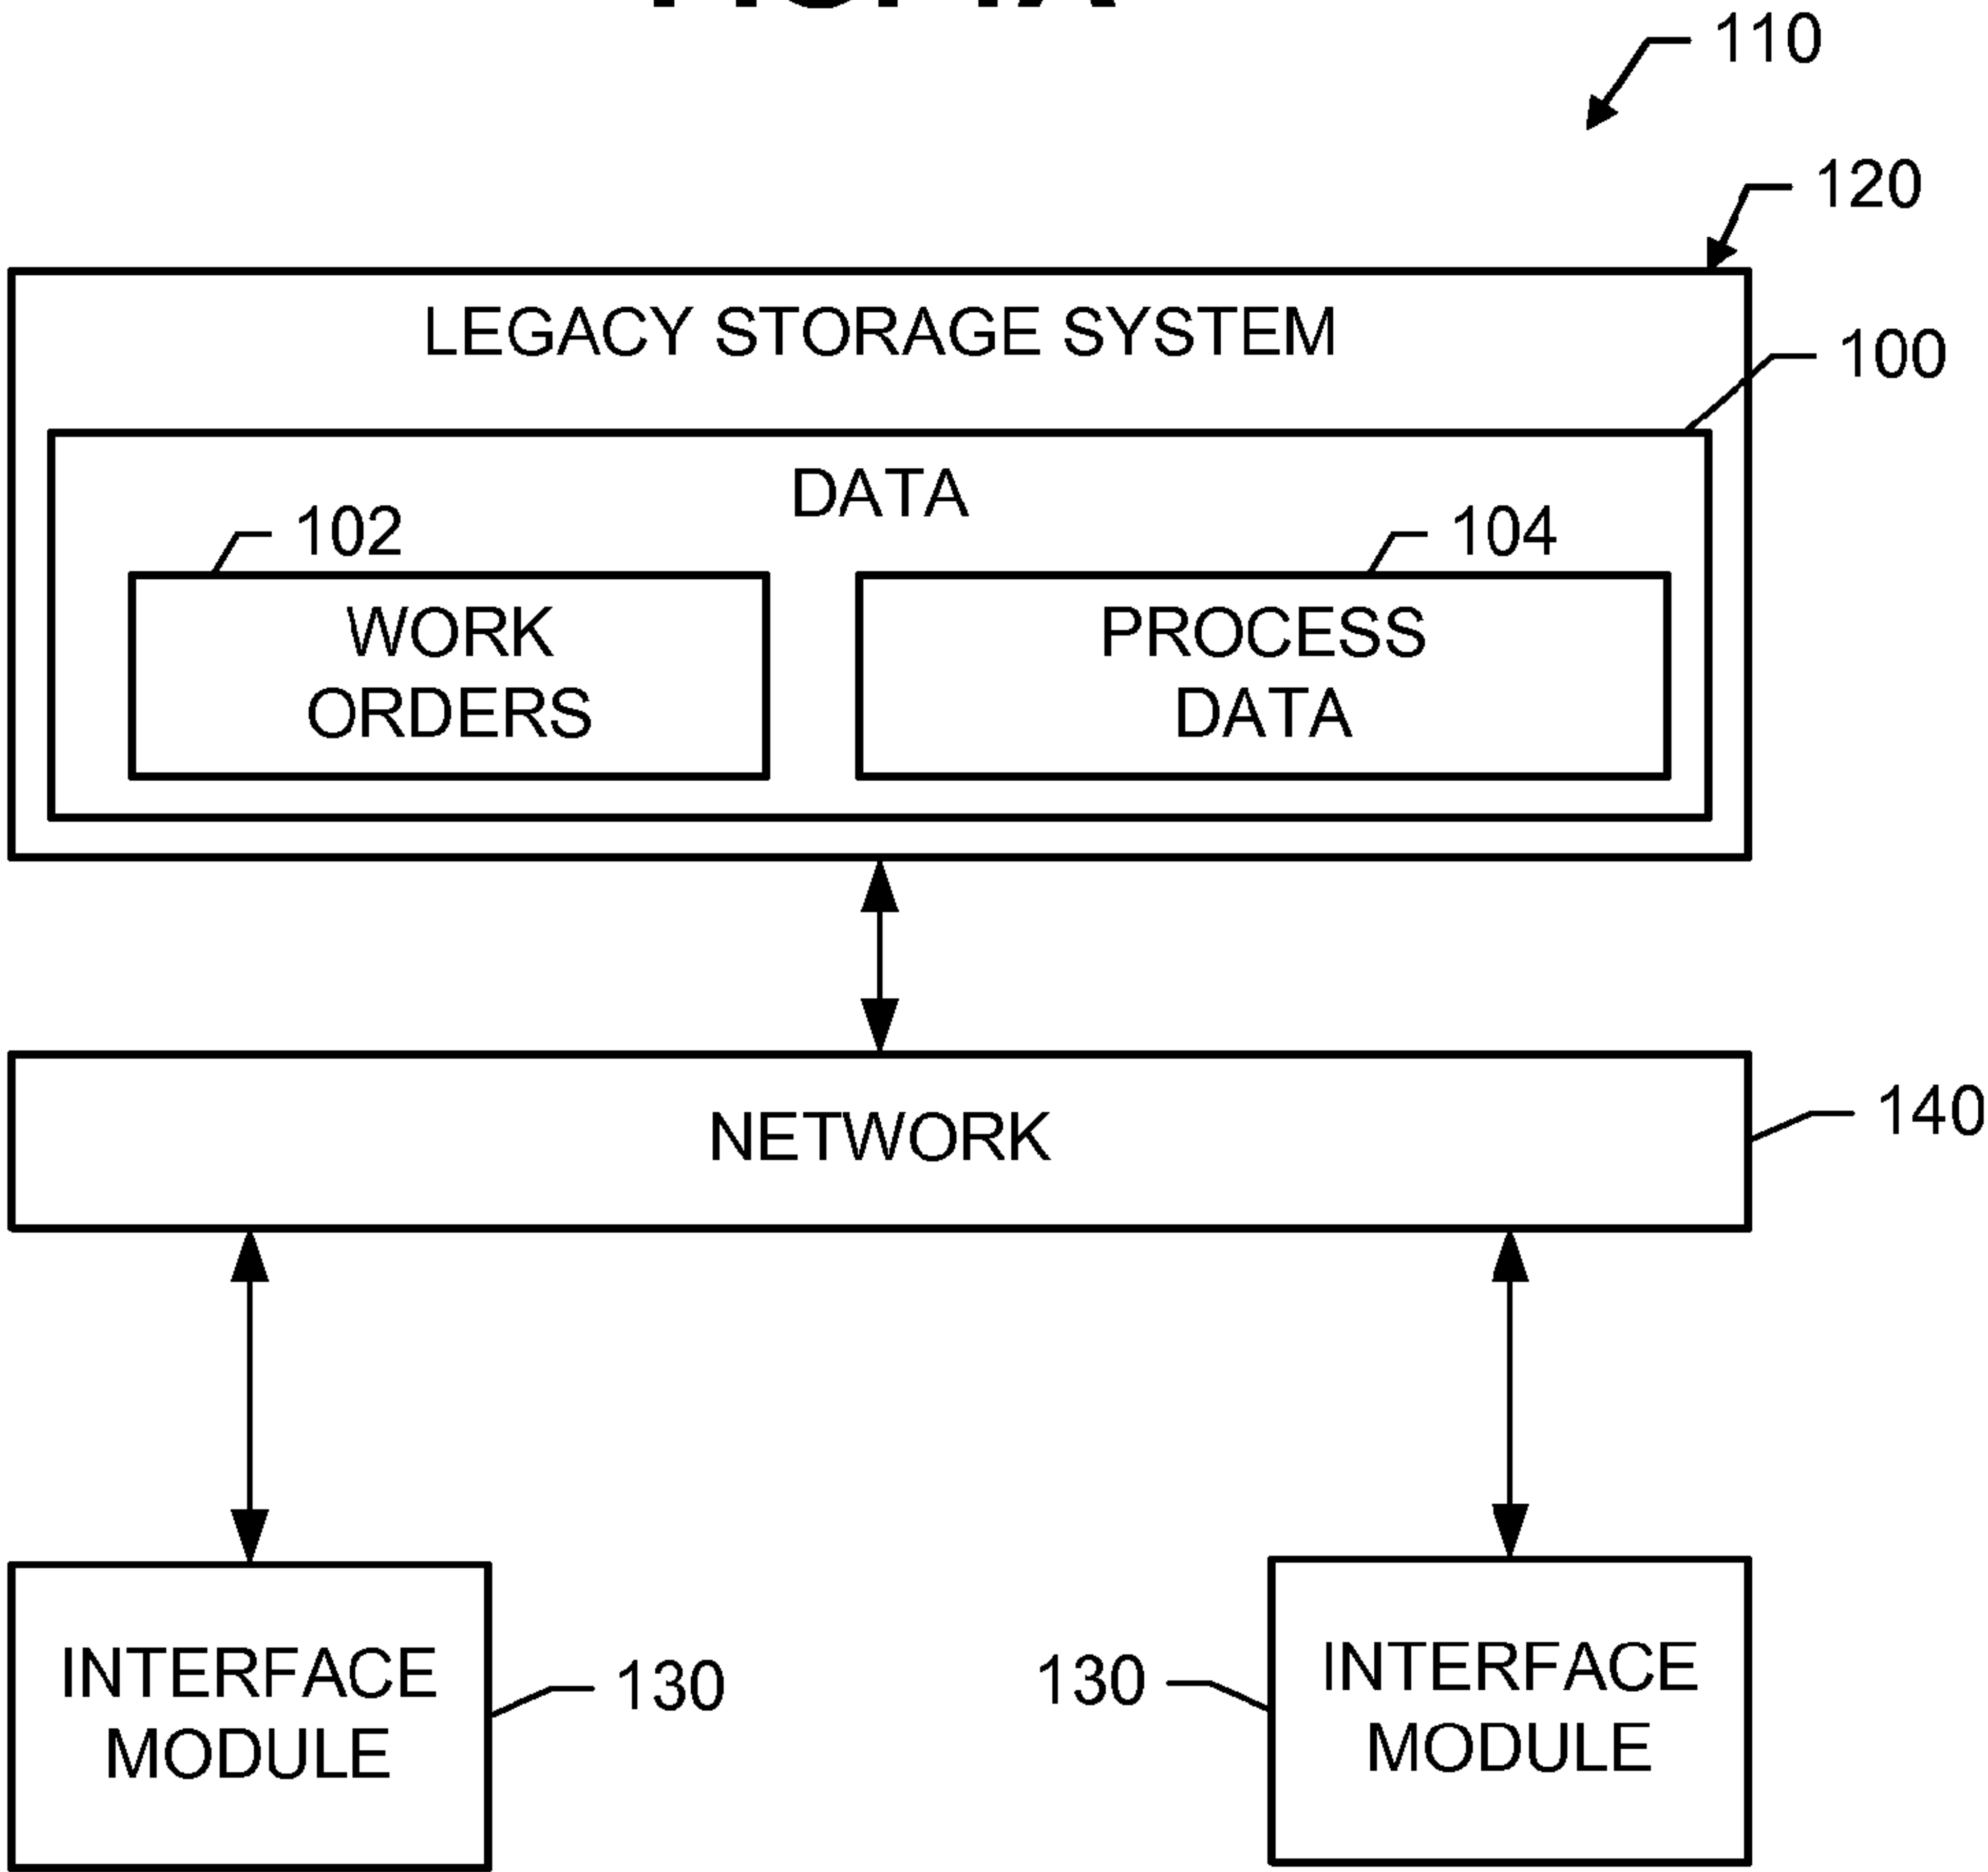 110
120
LEGACY STORAGE SYSTEM
100
DATA
102
104
WORK
ORDERS
PROCESS
DATA
NETWORK
140
INTERFACE
MODULE
130
130
INTERFACE
MODULE